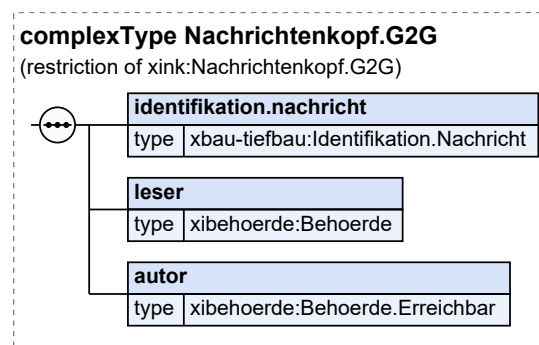 complexType Nachrichtenkopf.G2G
(restriction of xink:Nachrichtenkopf.G2G)
identifikation.nachricht
type xbau-tiefbau:Identifikation.Nachricht
leser
type xibehoerde:Behoerde
autor
type xibehoerde:Behoerde.Erreichbar